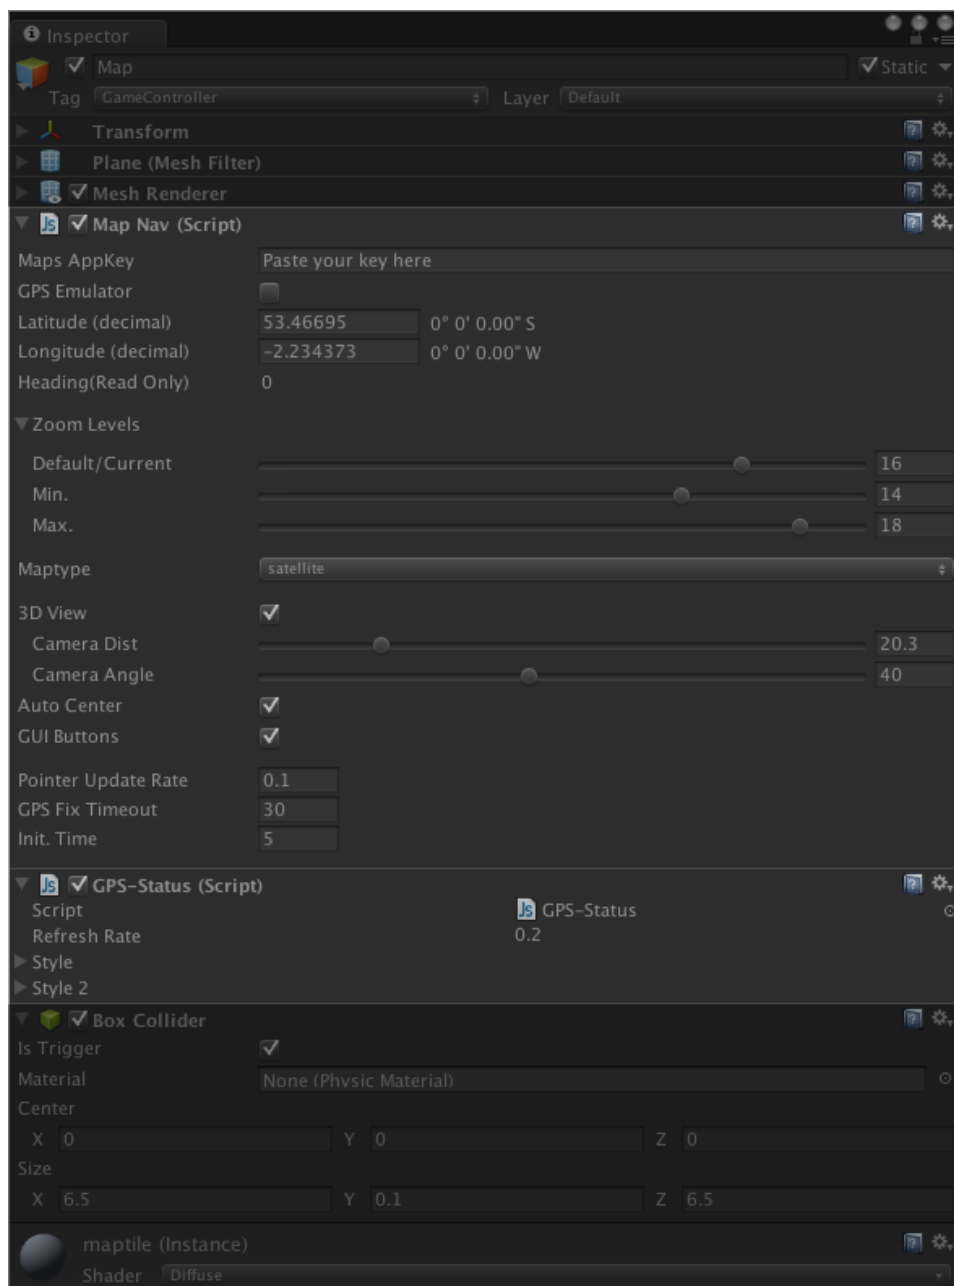 Inspector
Map Static
Tag GameController Layer Default
Transform
Plane (Mesh Filter)
Mesh Renderer
Js Map Nav (Script)
Maps AppKey Paste your key here
GPS Emulator
Latitude (decimal) 53.46695 0° 0' 0.00" S
Longitude (decimal) -2.234373 0° 0' 0.00" W
Heading(Read Only) 0
Zoom Levels
Default/Current 16
Min. 14
Max. 18
Maptype satellite
3D View
Camera Dist 20.3
Camera Angle 40
Auto Center
GUI Buttons
Pointer Update Rate 0.1
GPS Fix Timeout 30
Init. Time 5
Js GPS-Status (Script)
Script Js GPS-Status
Refresh Rate 0.2
Style
Style 2
Box Collider
Is Trigger
Material None (Physic Material)
Center
X 0 Y 0 Z 0
Size
X 6.5 Y 0.1 Z 6.5
maptile (Instance)
Shader Diffuse